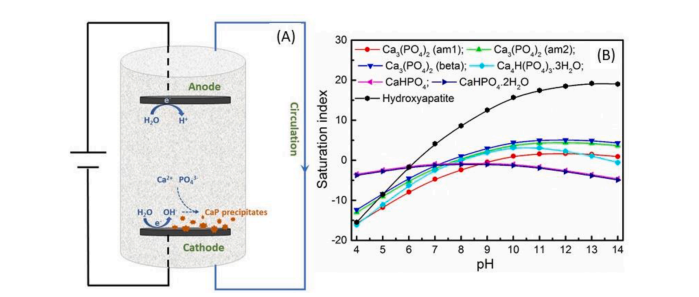 (A)
Anode
e⁻
H₂O H⁺
Circulation
Ca²⁺ PO₄³⁻
H₂O OH⁻ CaP precipitates
e⁻
Cathode
(B)
Ca₃(PO₄)₂ (am1); Ca₃(PO₄)₂ (am2);
Ca₃(PO₄)₂ (beta); Ca₄H(PO₄)₃.3H₂O;
CaHPO₄; CaHPO₄.2H₂O
Hydroxyapatite
Saturation index
30
20
10
0
-10
-20
4 5 6 7 8 9 10 11 12 13 14
pH